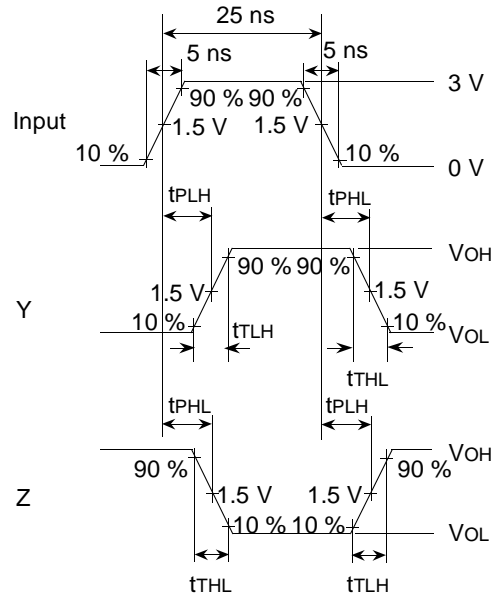 25 ns
5 ns 5 ns
3 V
90 % 90 %
Input
1.5 V 1.5 V
10 % 10 %
0 V
tPLH tPHL
VOH
90 % 90 %
1.5 V 1.5 V
Y
10 % 10 %
VOL
tTLH
tTHL
tPHL tPLH
VOH
90 % 90 %
Z
1.5 V 1.5 V
10 % 10 %
VOL
tTHL tTLH